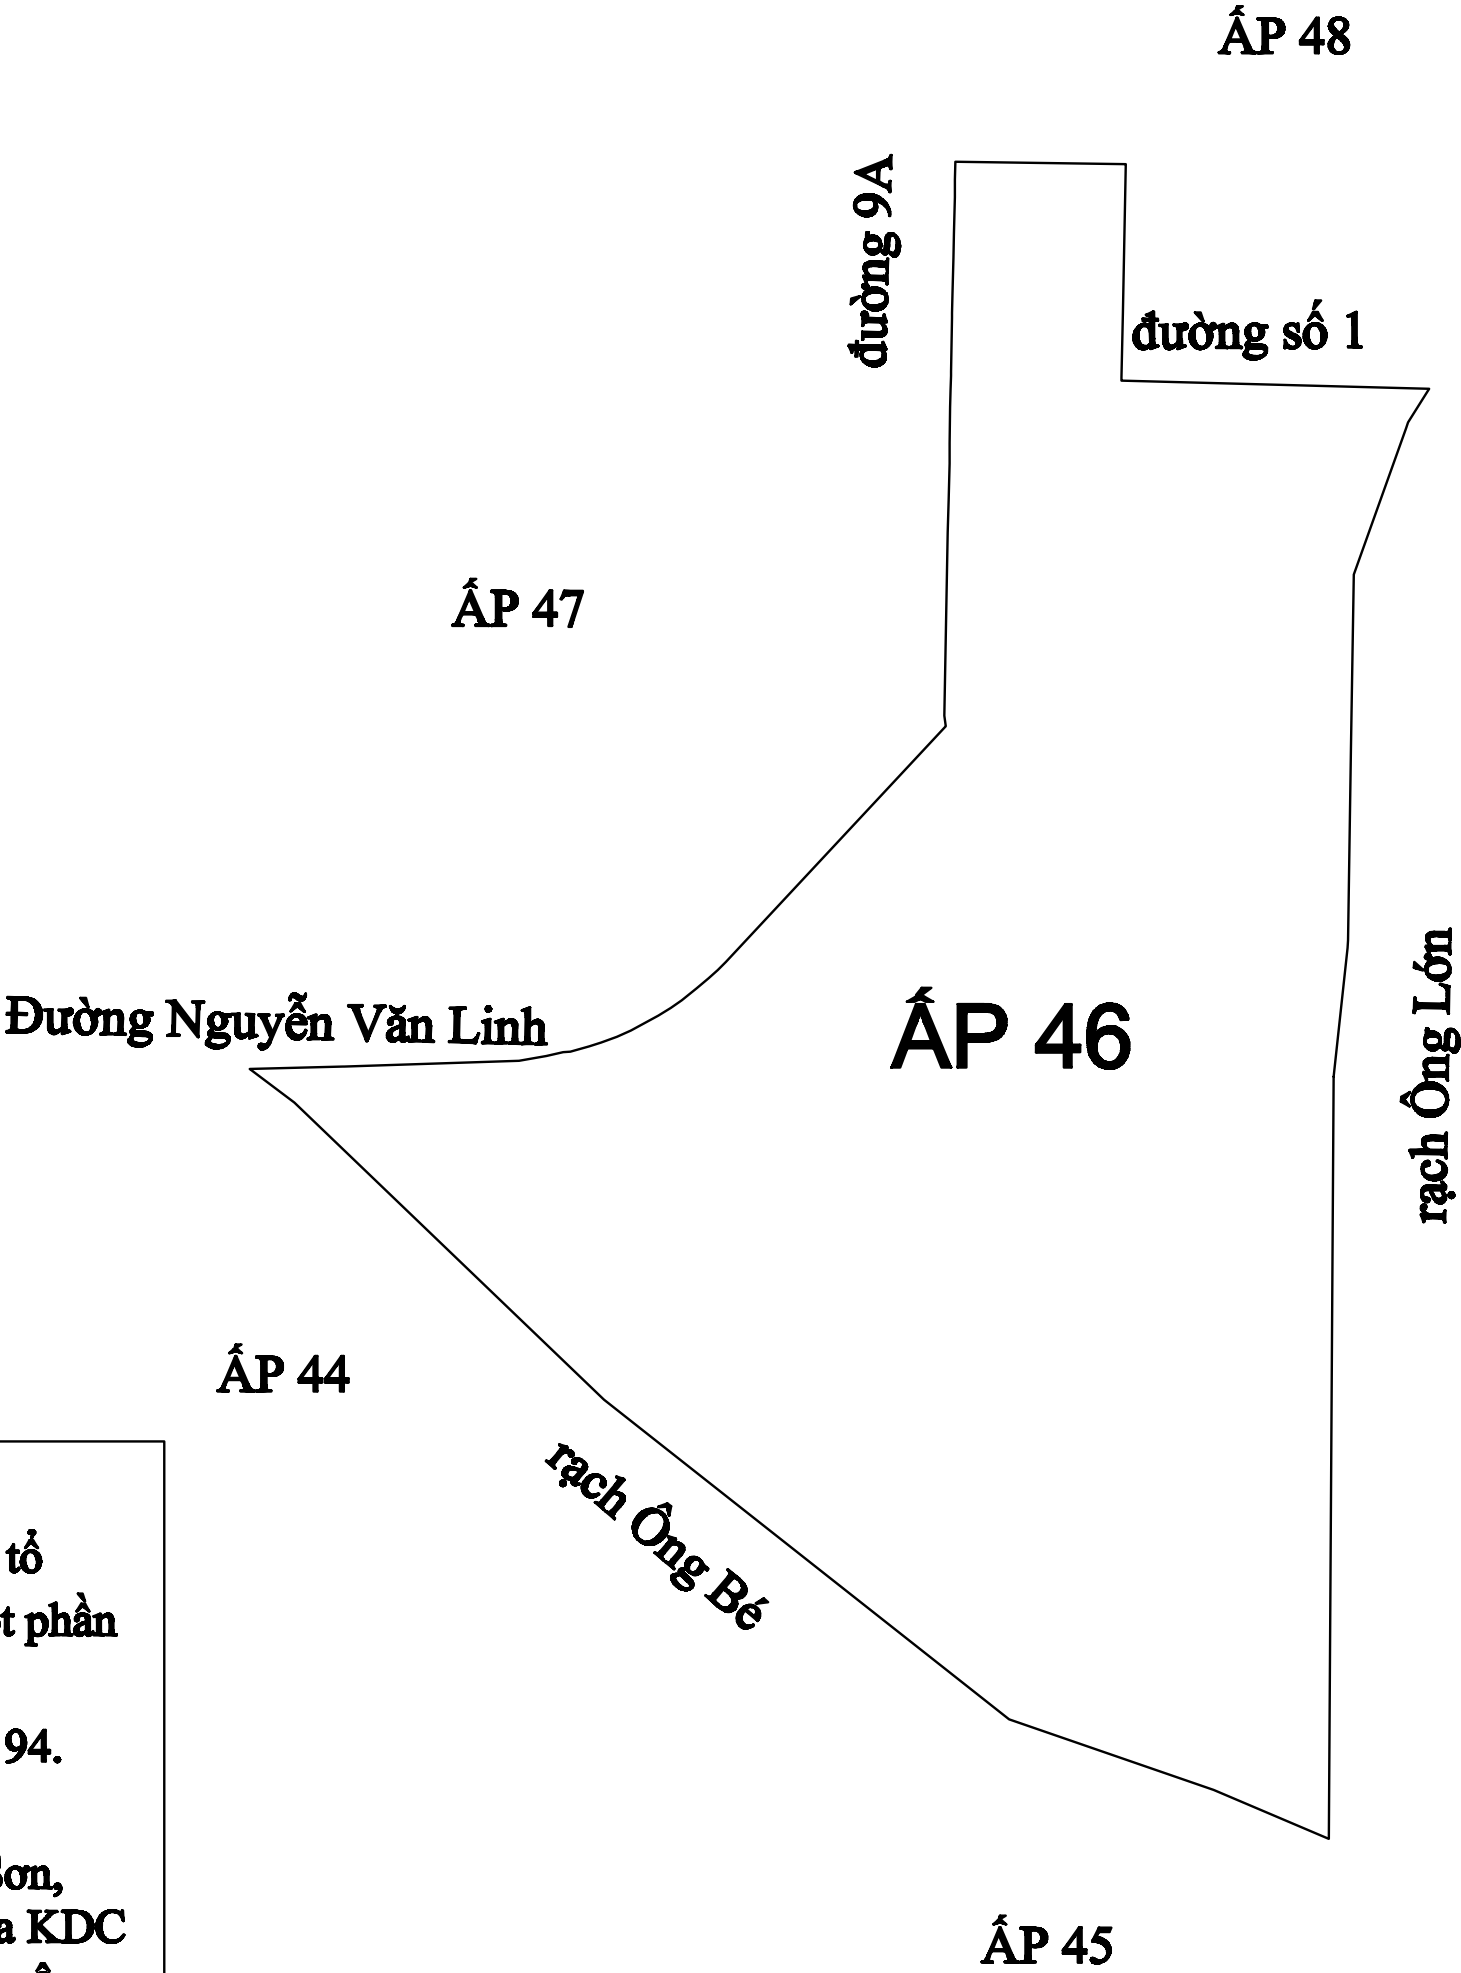 ẤP 48
đường 9A
đường số 1
ẤP 47
Đường Nguyễn Văn Linh
ẤP 46
rạch Ông Lớn
ẤP 44
rạch Ông Bé
tổ
phần
94.
KDC
ẤP 45